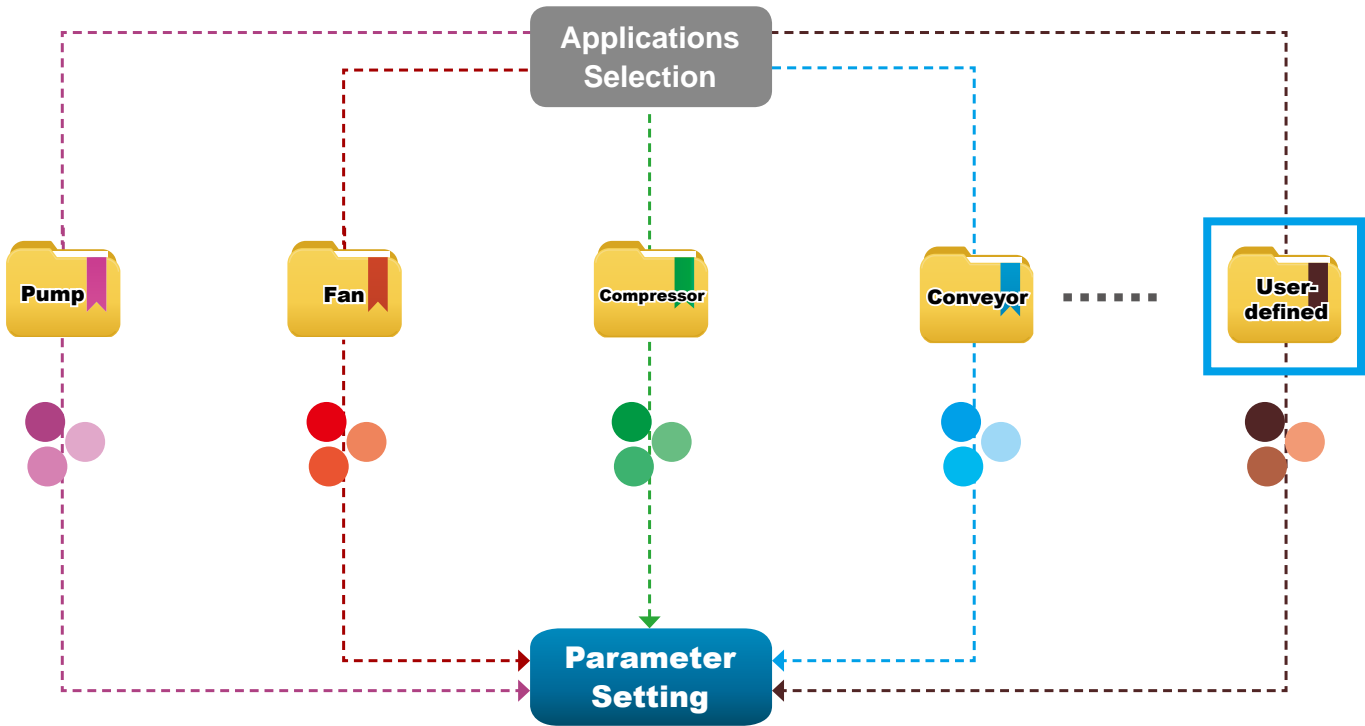 Applications
Selection
Pump
Fan
Compressor
Conveyor
User-
defined
Parameter
Setting